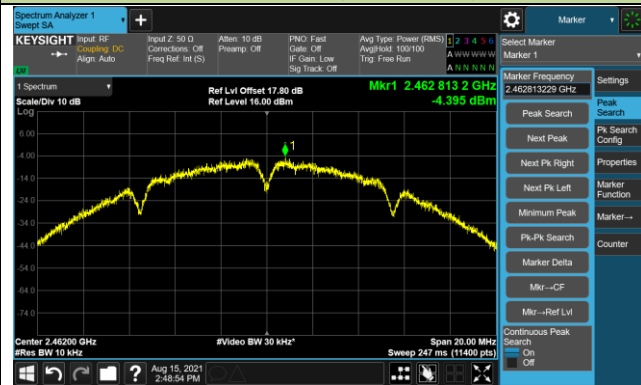 Spectrum Analyzer 1
Swept SA
Marker
KEYSIGHT
Input: RF
Coupling: DC
Align: Auto
Input Z: 50 Ω
Corrections: Off
Freq Ref: Int (S)
Atten: 10 dB
Preamp: Off
PNO: Fast
Gate: Off
IF Gain: Low
Sig Track: Off
Avg Type: Power (RMS)
Avg|Hold: 100/100
Trig: Free Run
1 2 3 4 5 6
A W W W W W
A N N N N N
Select Marker
Marker 1
1 Spectrum
Scale/Div 10 dB
Log
Ref Lvl Offset 17.80 dB
Ref Level 16.00 dBm
Mkr1 2.462 813 2 GHz
-4.395 dBm
6.00
-4.00
-14.0
-24.0
-34.0
-44.0
-54.0
-64.0
-74.0
1
Center 2.46200 GHz
#Res BW 10 kHz
#Video BW 30 kHz*
Span 20.00 MHz
Sweep 247 ms (11400 pts)
Marker Frequency
2.462813229 GHz
Peak Search
Next Peak
Next Pk Right
Next Pk Left
Minimum Peak
Pk-Pk Search
Marker Delta
Mkr→CF
Mkr→Ref Lvl
Continuous Peak
Search
On
Off
Settings
Peak
Search
Pk Search
Config
Properties
Marker
Function
Marker→
Counter
?
Aug 15, 2021
2:48:54 PM